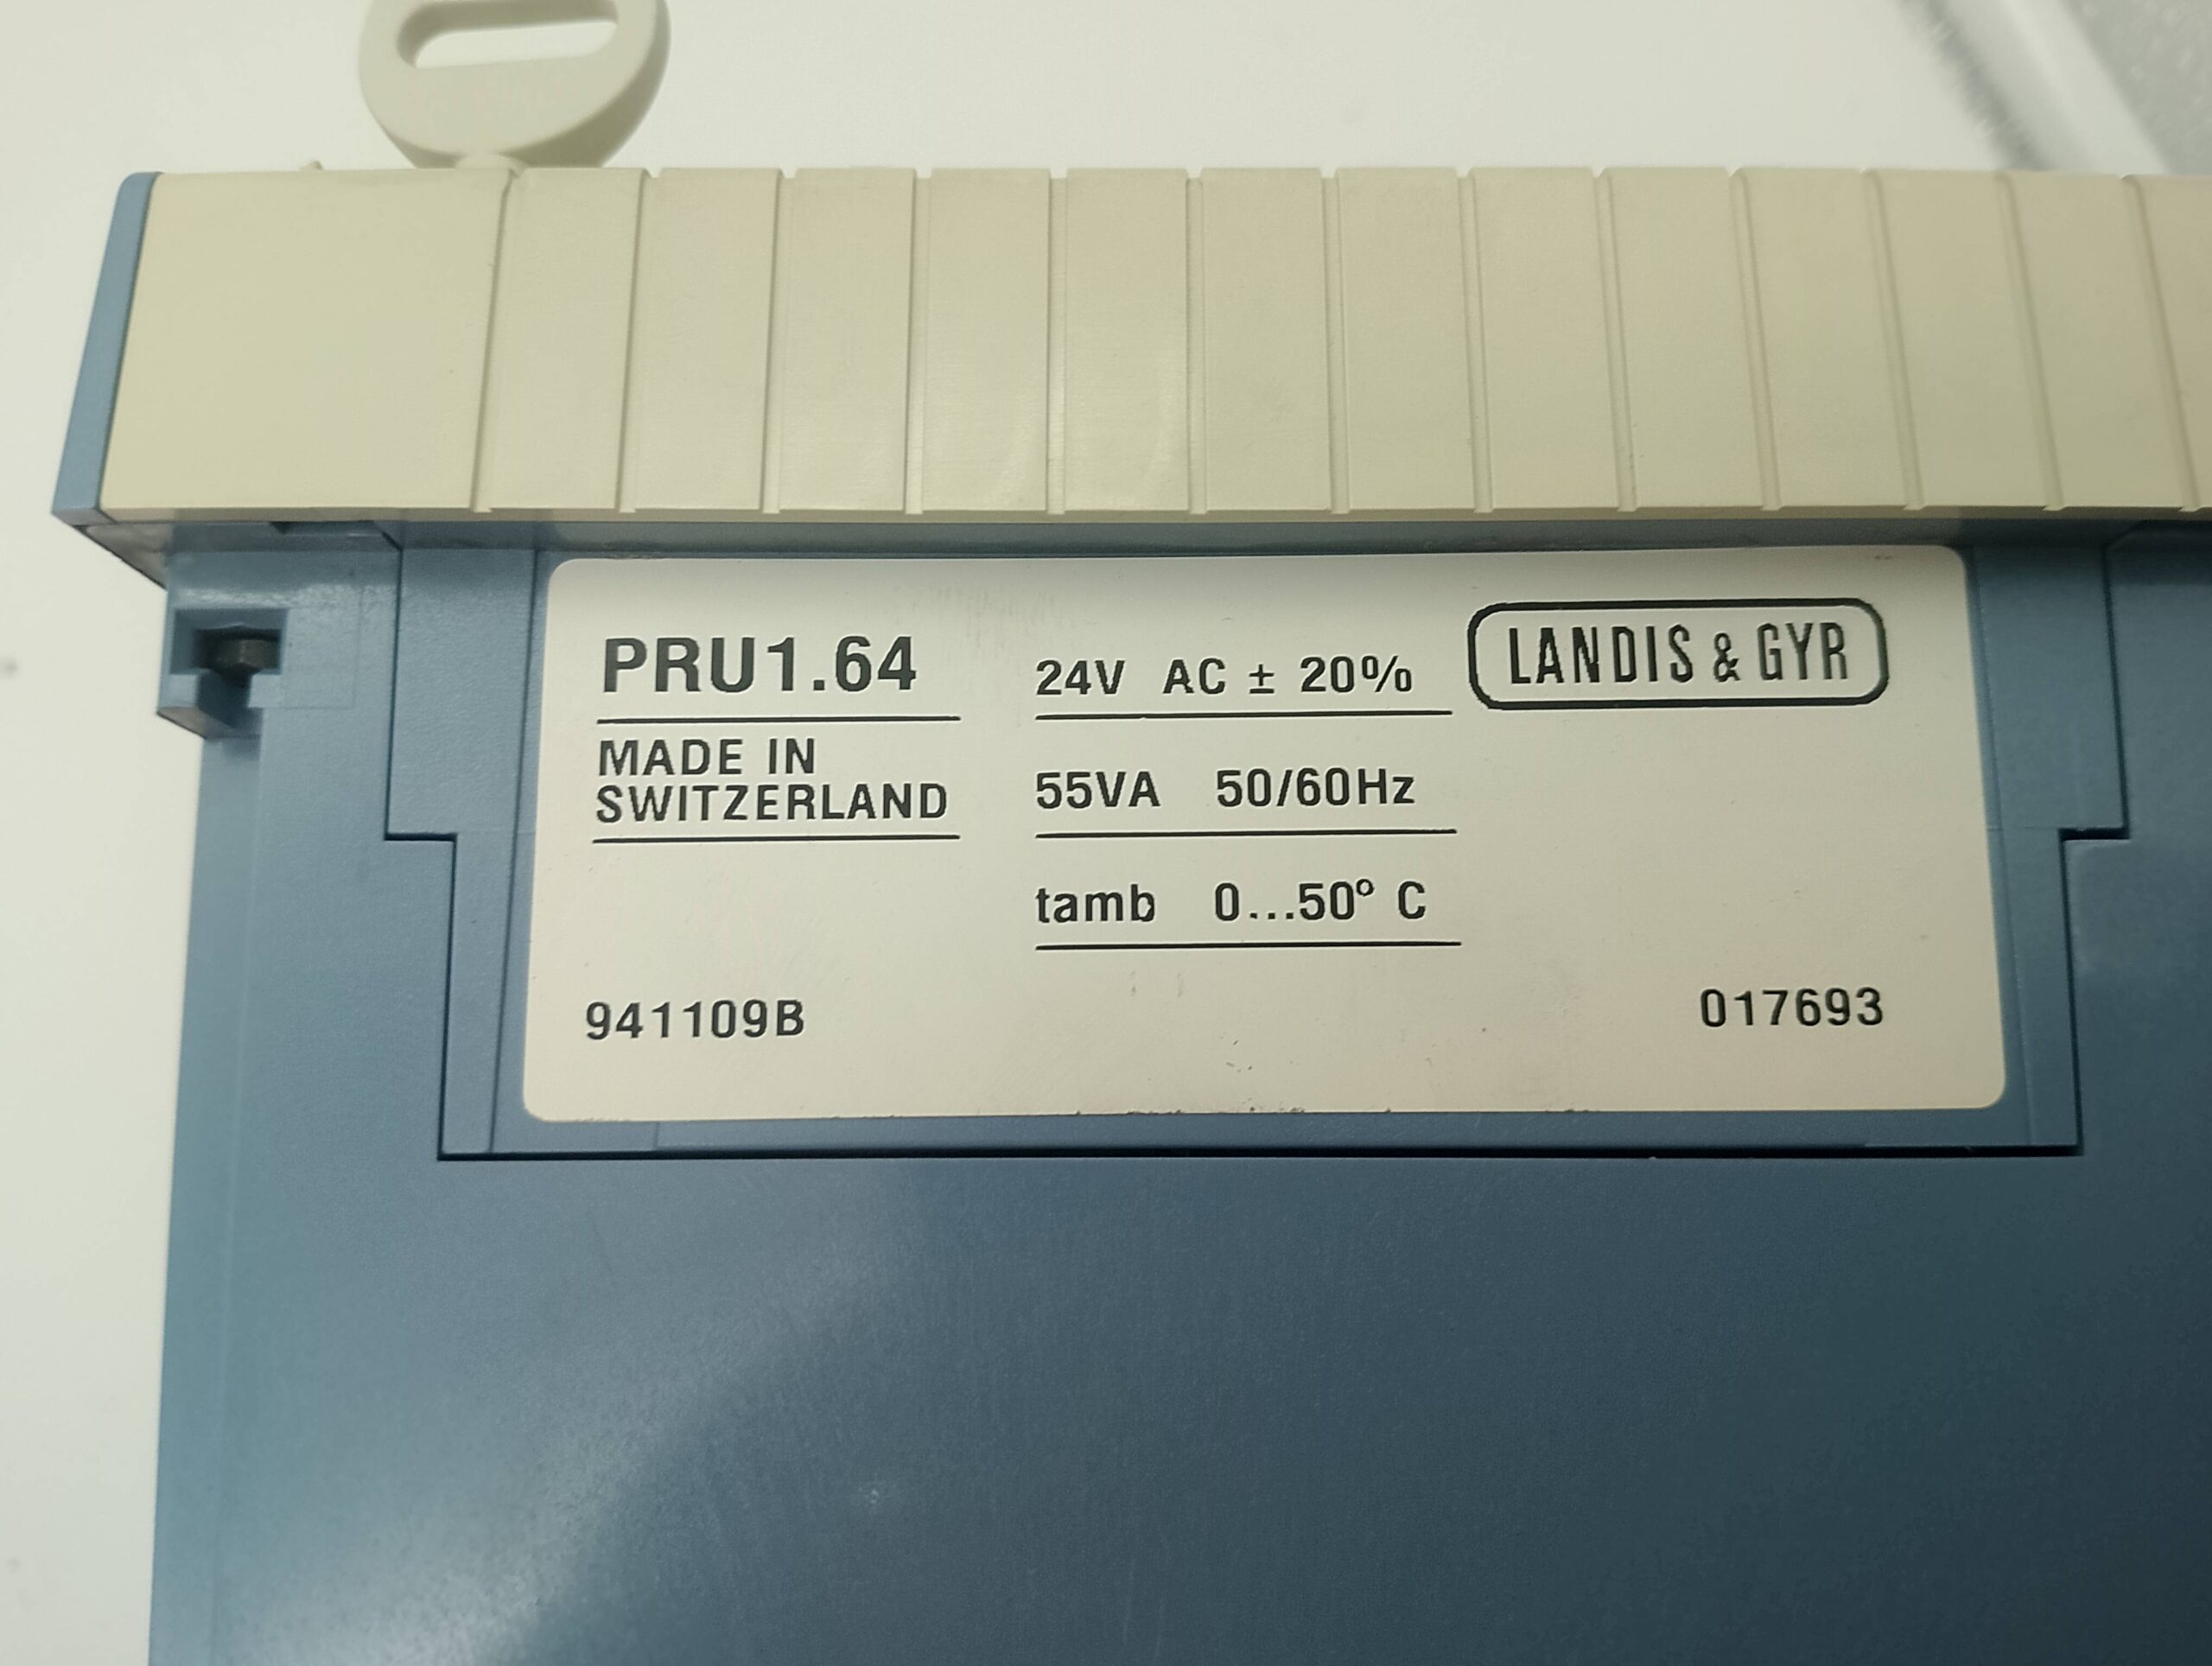 PRU1.64
MADE IN
SWITZERLAND
24V AC ± 20%
55VA 50/60Hz
tamb 0...50° C
LANDIS & GYR
941109B
017693